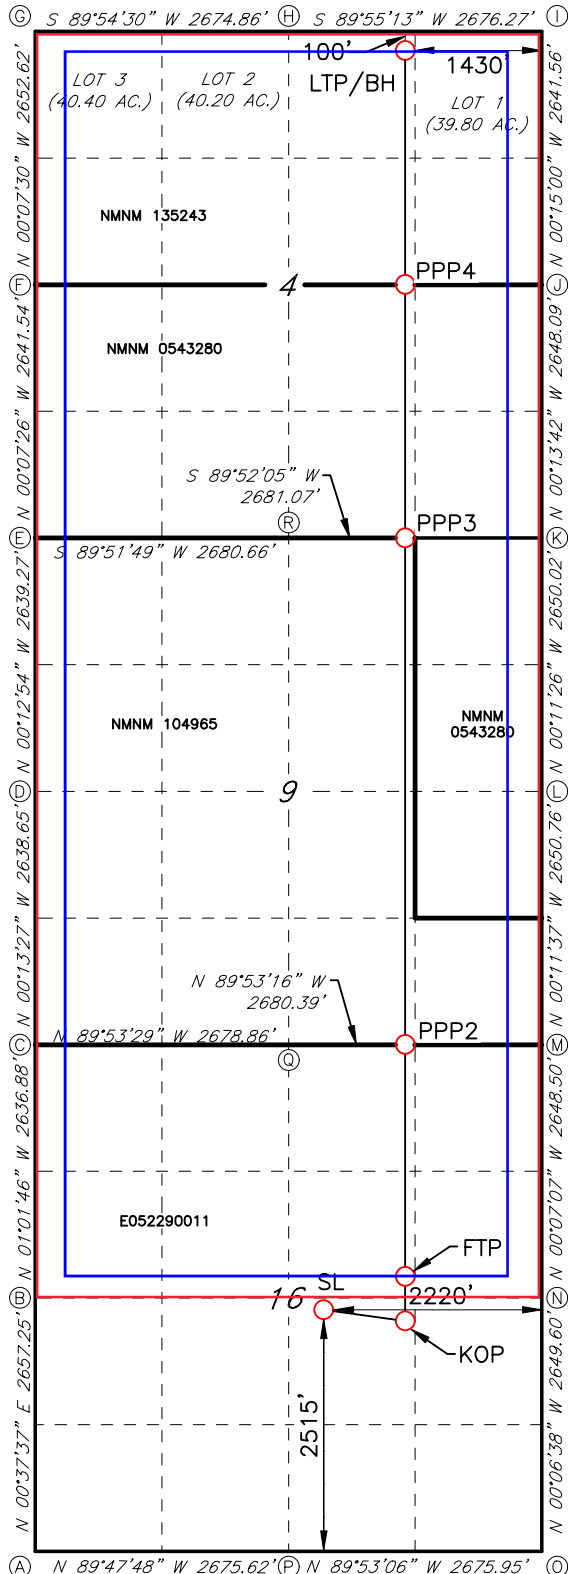 G S 89°54'30" W 2674.86' H S 89°55'13" W 2676.27' I
100'
1430'
LTP/BH
LOT 3
(40.40 AC.)
LOT 2
(40.20 AC.)
LOT 1
(39.80 AC.)
N 00°07'30" W 2652.62'
N 00°15'00" W 2641.56'
NMNM 135243
PPP4
F 4 J
NMNM 0543280
N 00°07'26" W 2641.54'
N 00°13'42" W 2648.09'
S 89°52'05" W
2681.07'
R
PPP3
E K
S 89°51'49" W 2680.66'
N 00°12'54" W 2639.27'
N 00°11'26" W 2650.02'
NMNM 104965
NMNM
0543280
D 9 L
N 00°13'27" W 2638.65'
N 00°11'37" W 2650.76'
N 89°53'16" W
2680.39'
PPP2
C N 89°53'29" W 2678.86' M
Q
N 01°01'46" W 2636.88'
N 00°07'07" W 2648.50'
E052290011
FTP
SL
B 16 2220' N
KOP
2515'
N 00°37'37" E 2657.25'
N 00°06'38" W 2649.60'
A N 89°47'48" W 2675.62' P N 89°53'06" W 2675.95' O